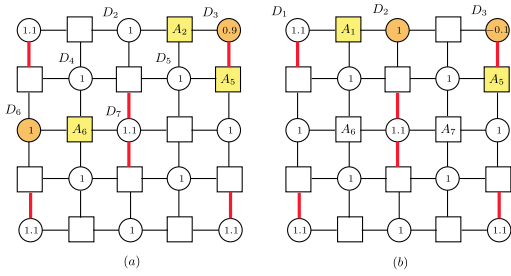 D₂ D₃
1.1 1 A₂ 0.9
D₄ D₅
1 1 A₅
D₆ D₇
1 A₆ 1.1 1
1 1
1.1 1 1.1
(a)
D₁ D₂ D₃
1.1 A₁ 1 −0.1
1 1 A₅
1 A₆ 1.1 A₇ 1
1 1
1.1 1 1.1
(b)